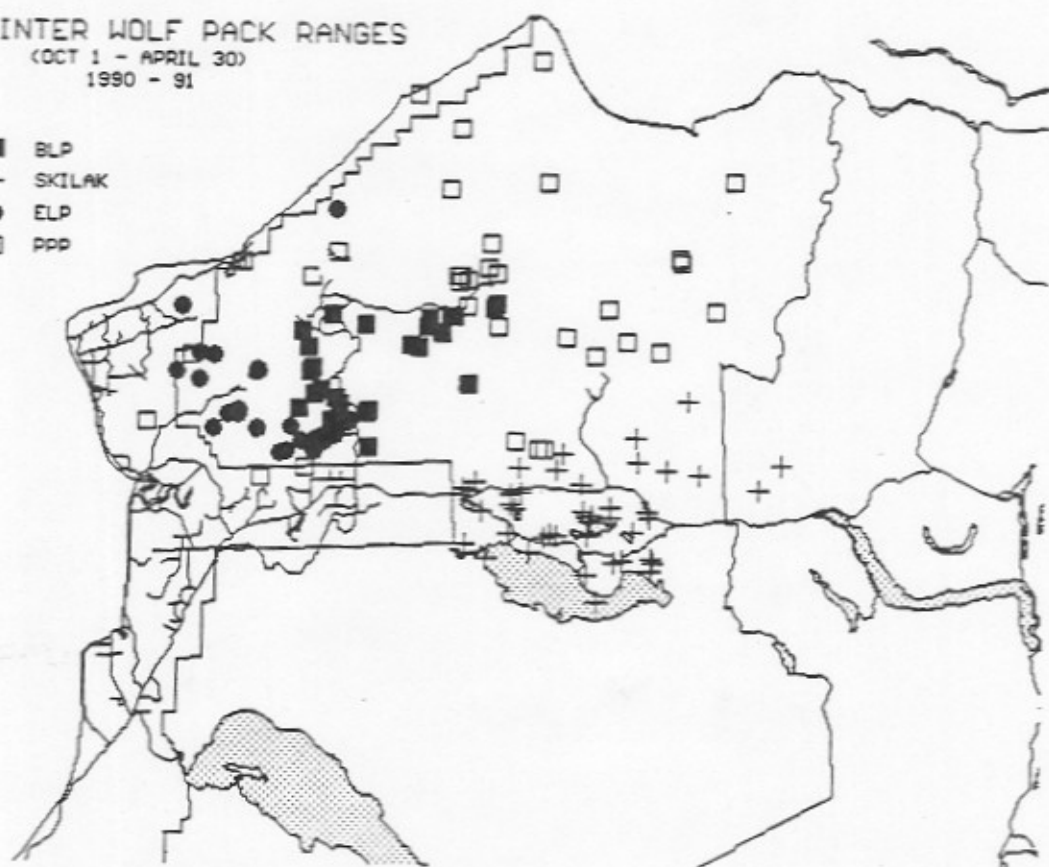 INTER WOLF PACK RANGES
(OCT 1 - APRIL 30)
1990 - 91
BLP
SKILAK
ELP
PPP